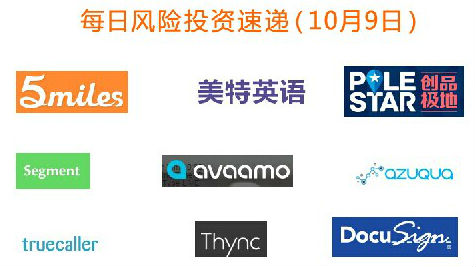 每日风险投资速递(10月9日)
5miles
美特英语
POLE STAR 创品极地
Segment
avaamo
azuqua
truecaller
Thync
DocuSign